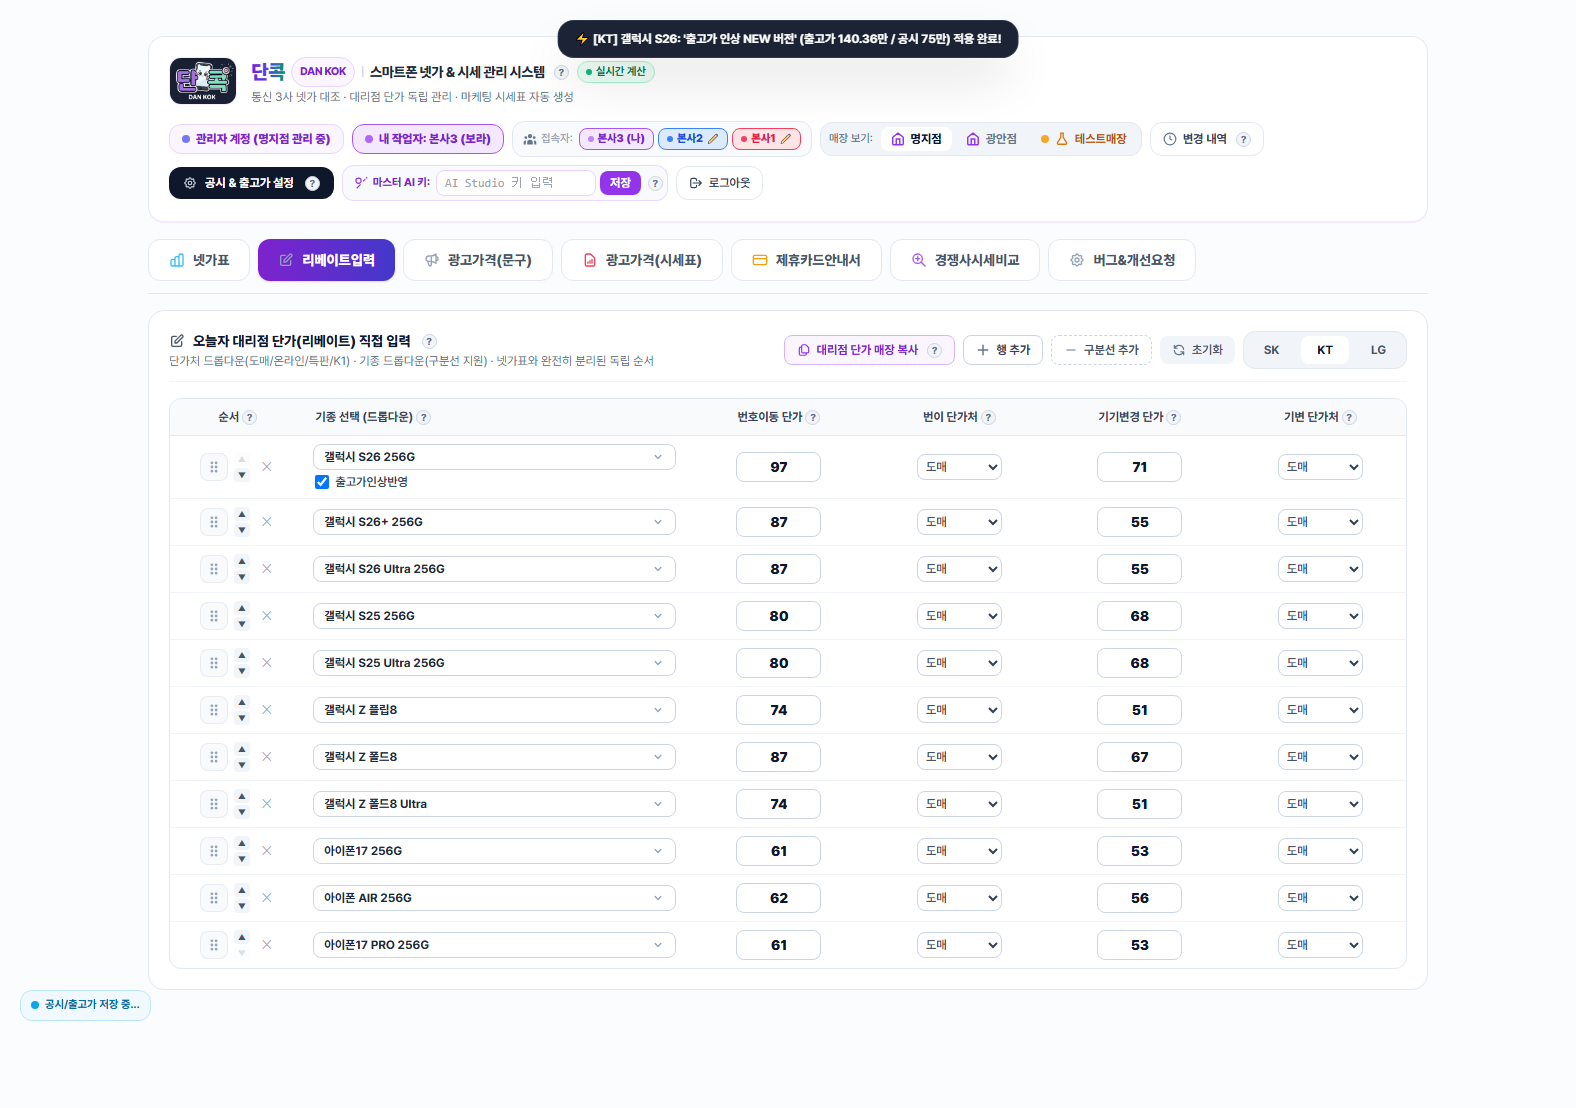 ⚡ [KT] 갤럭시 S26: '출고가 인상 NEW 버전' (출고가 140.36만 / 공시 75만) 적용 완료!
단콕
DAN KOK
단콕 DAN KOK | 스마트폰 넷가 & 시세 관리 시스템 ? 실시간 계산
통신 3사 넷가 대조 · 대리점 단가 독립 관리 · 마케팅 시세표 자동 생성
관리자 계정 (명지점 관리 중) 내 작업자: 본사3 (보라) 접속자: 본사3 (나) 본사2 본사1 매장 보기: 명지점 광안점 테스트매장 변경 내역 ?
공시 & 출고가 설정 ? 마스터 AI 키: AI Studio 키 입력 저장 ? 로그아웃
넷가표 리베이트입력 광고가격(문구) 광고가격(시세표) 제휴카드안내서 경쟁사시세비교 버그&개선요청
오늘자 대리점 단가(리베이트) 직접 입력 ?
단가처 드롭다운(도매/온라인/특판/K1) · 기종 드롭다운(구분선 지원) · 넷가표와 완전히 분리된 독립 순서
대리점 단가 매장 복사 ? 행 추가 구분선 추가 초기화 SK KT LG
순서 ? 기종 선택 (드롭다운) ? 번호이동 단가 ? 번이 단가처 ? 기기변경 단가 ? 기변 단가처 ?
갤럭시 S26 256G 97 도매 71 도매
출고가인상반영
갤럭시 S26+ 256G 87 도매 55 도매
갤럭시 S26 Ultra 256G 87 도매 55 도매
갤럭시 S25 256G 80 도매 68 도매
갤럭시 S25 Ultra 256G 80 도매 68 도매
갤럭시 Z 플립8 74 도매 51 도매
갤럭시 Z 폴드8 87 도매 67 도매
갤럭시 Z 폴드8 Ultra 74 도매 51 도매
아이폰17 256G 61 도매 53 도매
아이폰 AIR 256G 62 도매 56 도매
아이폰17 PRO 256G 61 도매 53 도매
공시/출고가 저장 중...